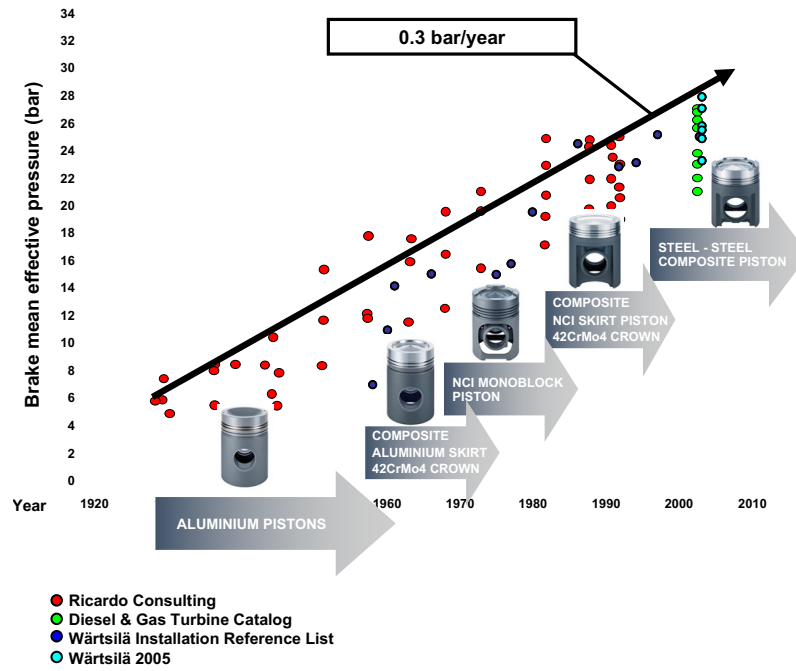 34
32
30
28
26
24
22
20
18
16
14
12
10
8
6
4
2
0
Brake mean effective pressure (bar)
0.3 bar/year
STEEL - STEEL
COMPOSITE PISTON
COMPOSITE
NCI SKIRT PISTON
42CrMo4 CROWN
NCI MONOBLOCK
PISTON
COMPOSITE
ALUMINIUM SKIRT
42CrMo4 CROWN
ALUMINIUM PISTONS
Year 1920 1960 1970 1980 1990 2000 2010
Ricardo Consulting
Diesel & Gas Turbine Catalog
Wärtsilä Installation Reference List
Wärtsilä 2005